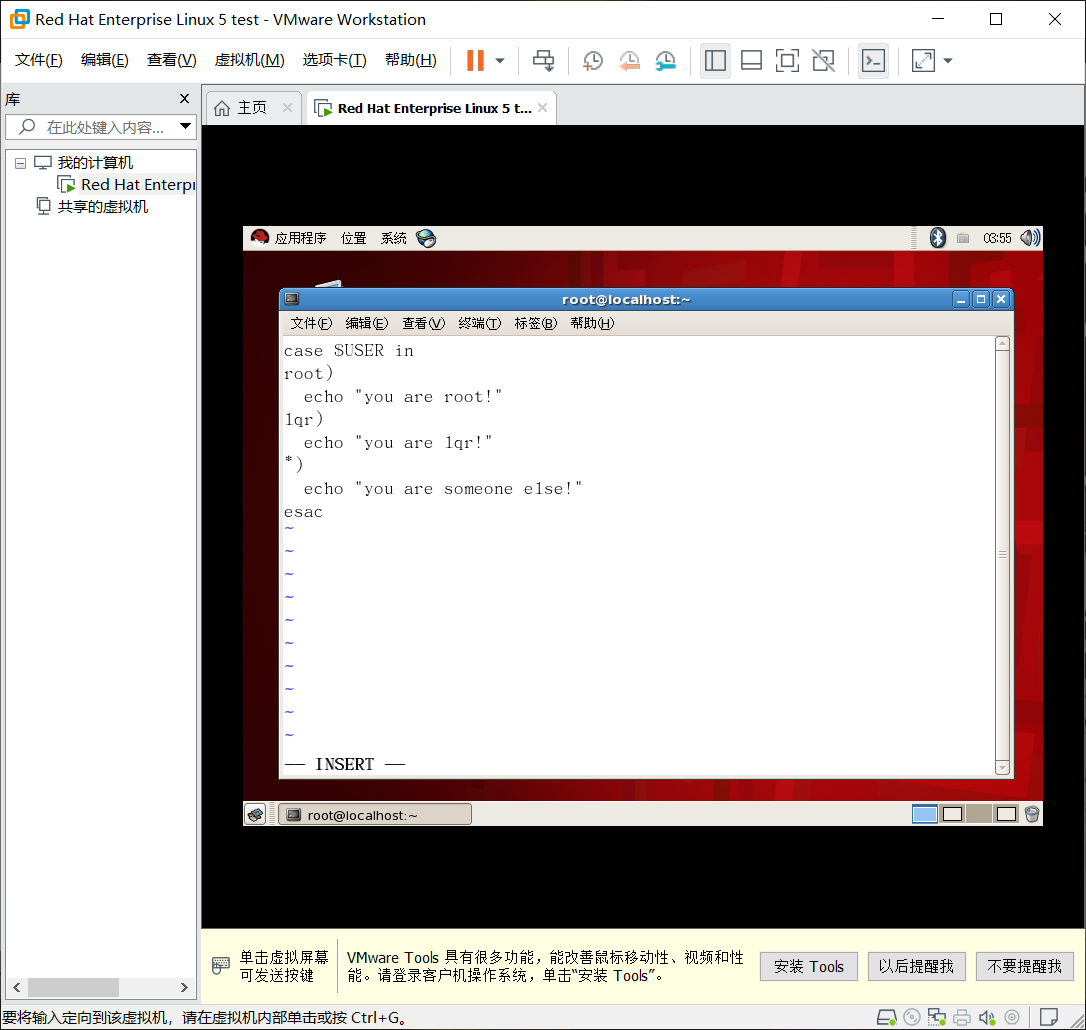 Red Hat Enterprise Linux 5 test - VMware Workstation
文件(F) 编辑(E) 查看(V) 虚拟机(M) 选项卡(T) 帮助(H)
库
在此处键入内容...
主页
Red Hat Enterprise Linux 5 t...
我的计算机
Red Hat Enterpr
共享的虚拟机
应用程序 位置 系统
03:55
root@localhost:~
文件(F) 编辑(E) 查看(V) 终端(T) 标签(B) 帮助(H)
case $USER in
root)
  echo "you are root!"
lqr)
  echo "you are lqr!"
*)
  echo "you are someone else!"
esac
~
~
~
~
~
~
~
~
~
~
-- INSERT --
root@localhost:~
单击虚拟屏幕
可发送按键
VMware Tools 具有很多功能，能改善鼠标移动性、视频和性
能。请登录客户机操作系统，单击“安装 Tools”。
安装 Tools
以后提醒我
不要提醒我
要将输入定向到该虚拟机，请在虚拟机内部单击或按 Ctrl+G。